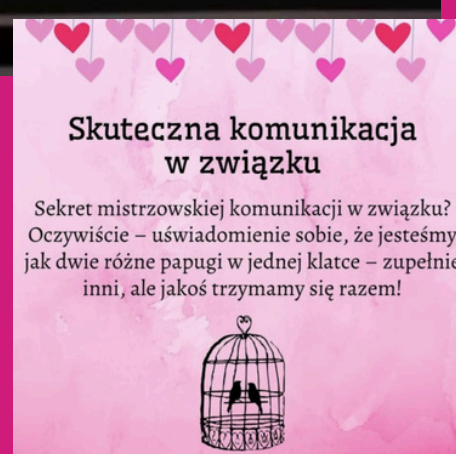 Skuteczna komunikacja
w związku
Sekret mistrzowskiej komunikacji w związku?
Oczywiście – uświadomienie sobie, że jesteśmy
jak dwie różne papugi w jednej klatce – zupełnie
inni, ale jakoś trzymamy się razem!